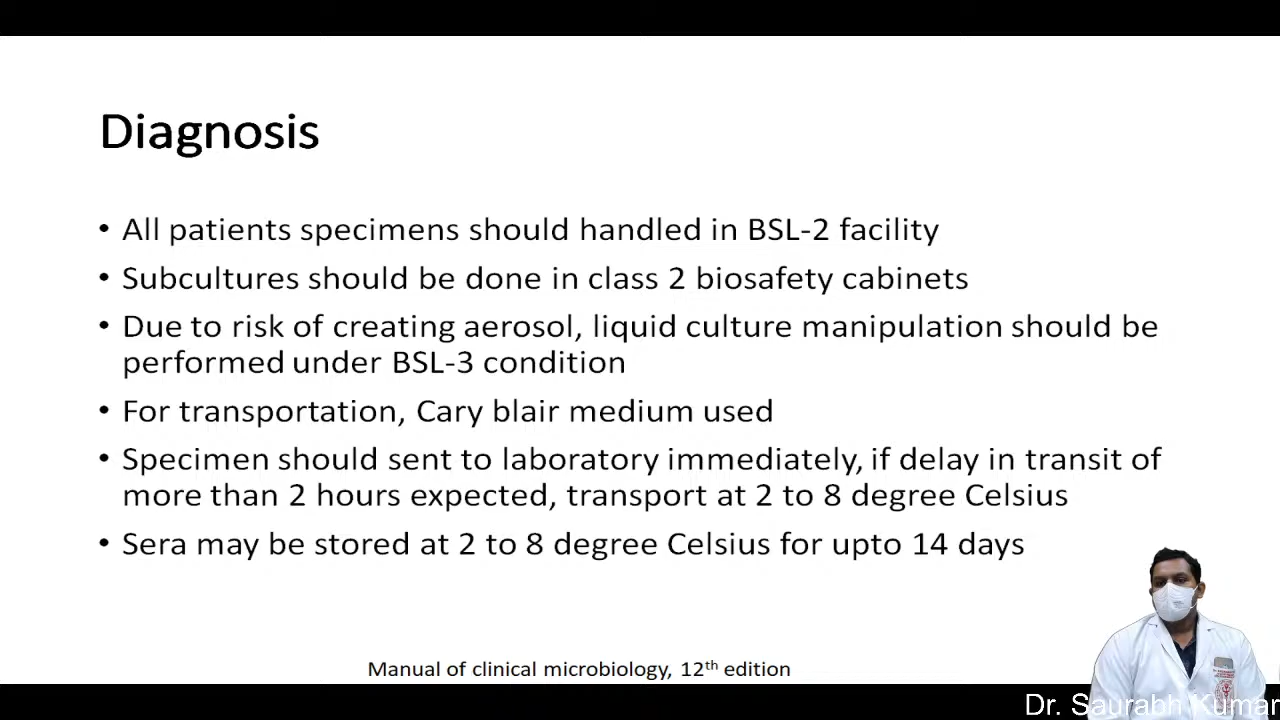 Diagnosis
• All patients specimens should handled in BSL-2 facility
• Subcultures should be done in class 2 biosafety cabinets
• Due to risk of creating aerosol, liquid culture manipulation should be
performed under BSL-3 condition
• For transportation, Cary blair medium used
• Specimen should sent to laboratory immediately, if delay in transit of
more than 2 hours expected, transport at 2 to 8 degree Celsius
• Sera may be stored at 2 to 8 degree Celsius for upto 14 days
Manual of clinical microbiology, 12th edition
Dr. Saurabh Kumar